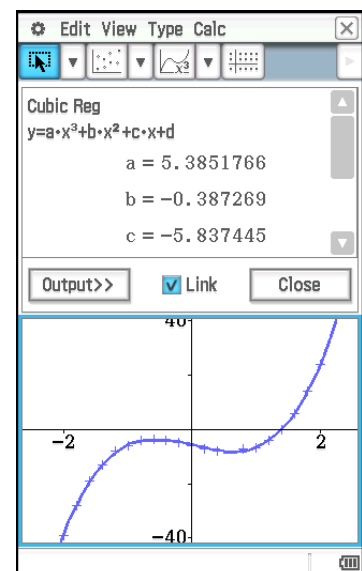 Edit View Type Calc
Cubic Reg
y=a·x³+b·x²+c·x+d
a = 5.3851766
b = −0.387269
c = −5.837445
Output>> Link Close
40
−2 2
−40